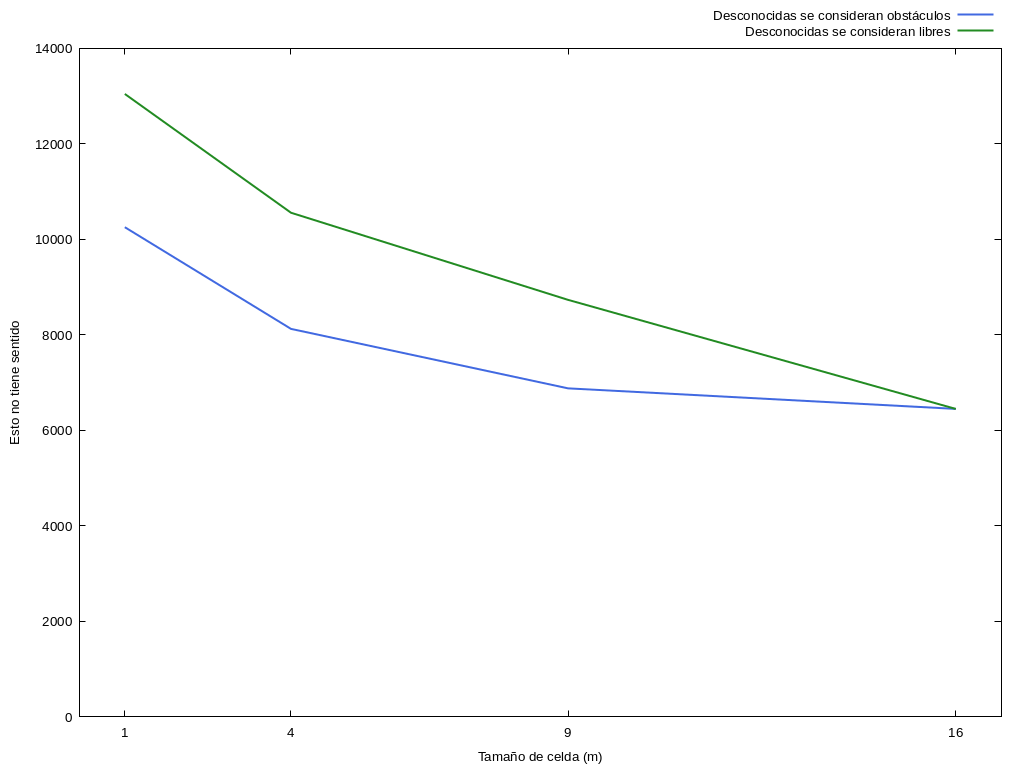 Desconocidas se consideran obstáculos
Desconocidas se consideran libres
14000
12000
10000
8000
6000
4000
2000
0
Esto no tiene sentido
1 4 9 16
Tamaño de celda (m)